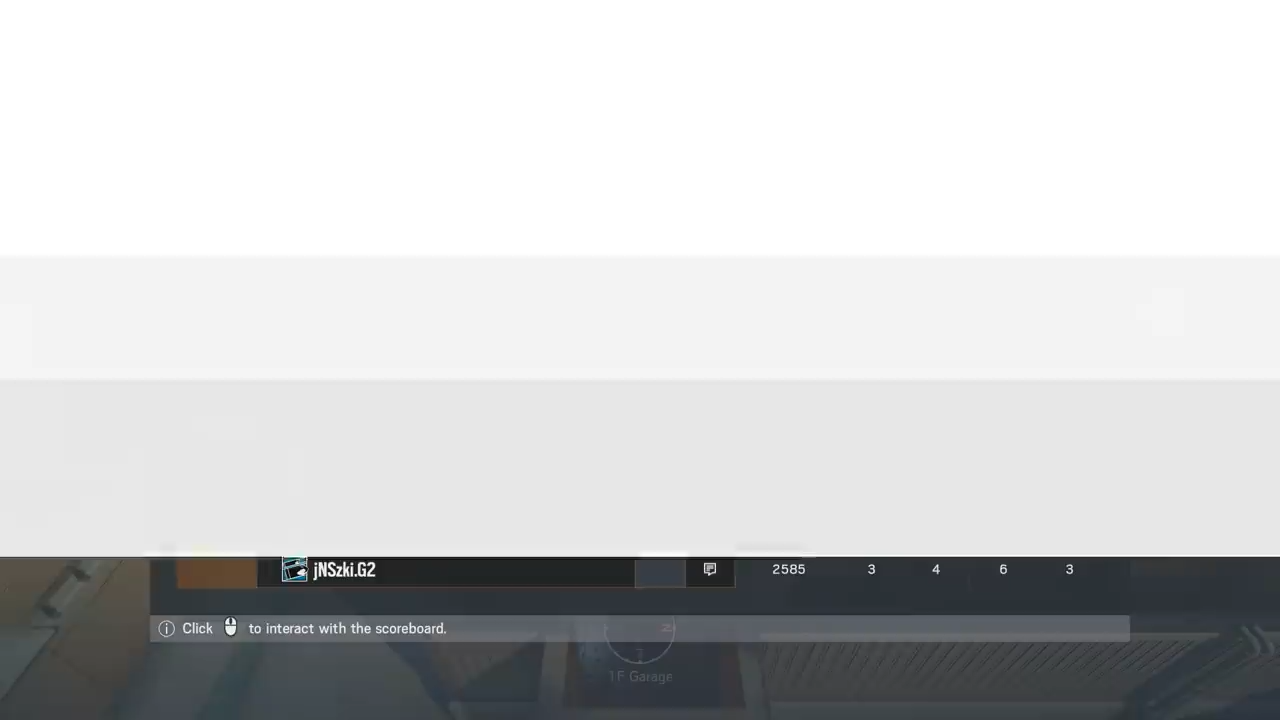 jNSzki.G2 2585 3 4 6 3
Click to interact with the scoreboard.
1F Garage